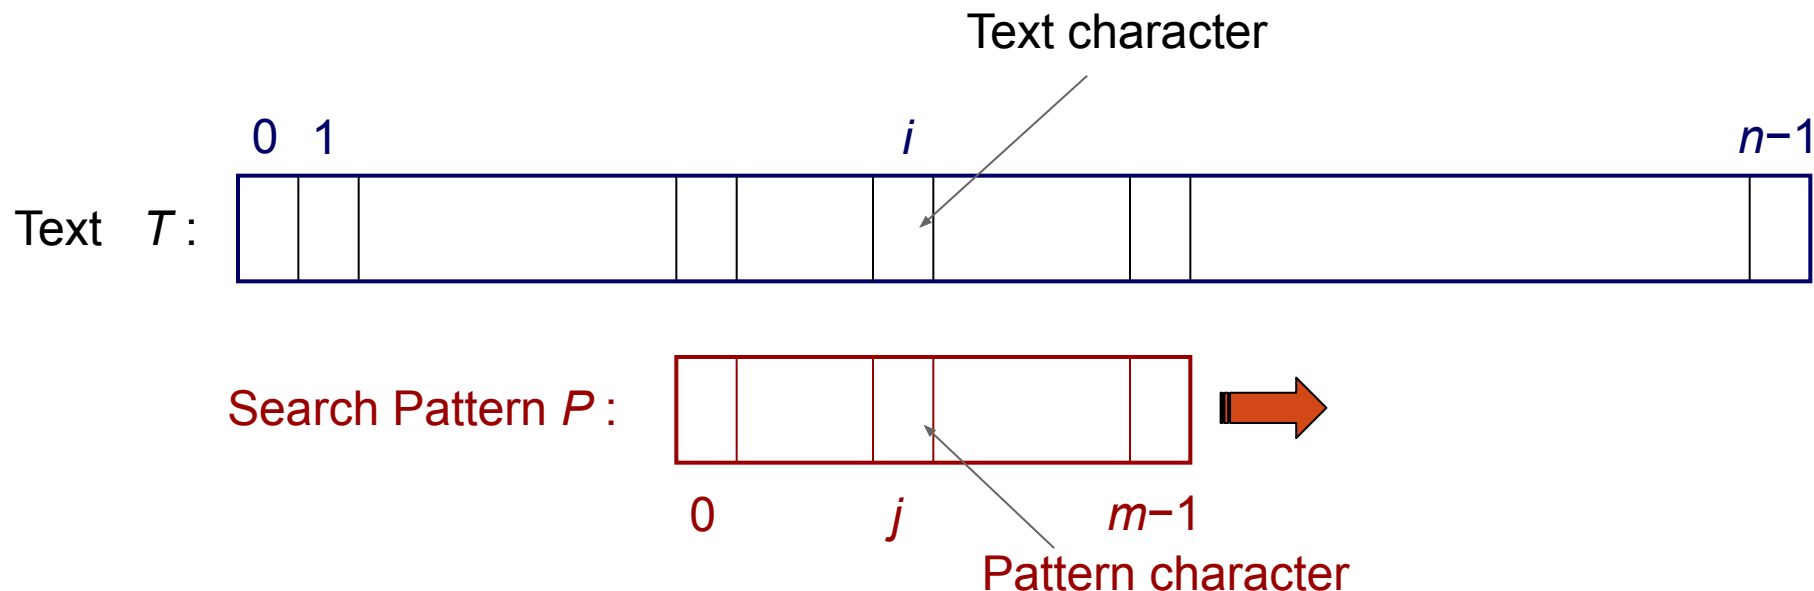 Text character
0 1 i n−1
Text T :
Search Pattern P :
0 j m−1
Pattern character